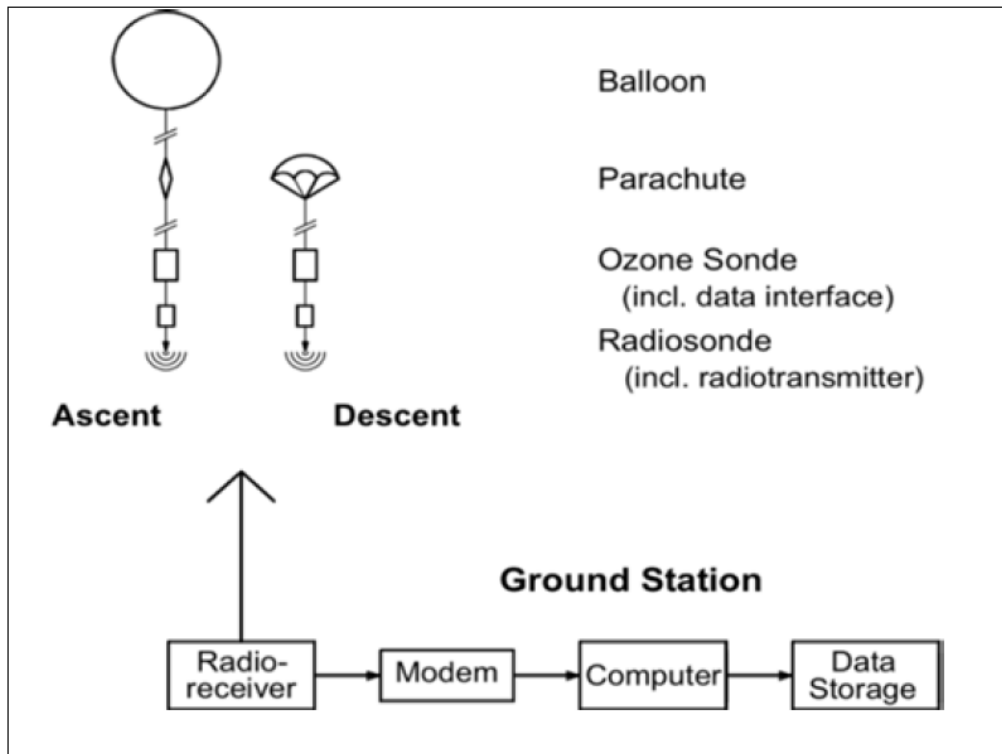 Balloon
Parachute
Ozone Sonde
(incl. data interface)
Radiosonde
(incl. radiotransmitter)
Ascent
Descent
Ground Station
Radio-
receiver
Modem
Computer
Data
Storage